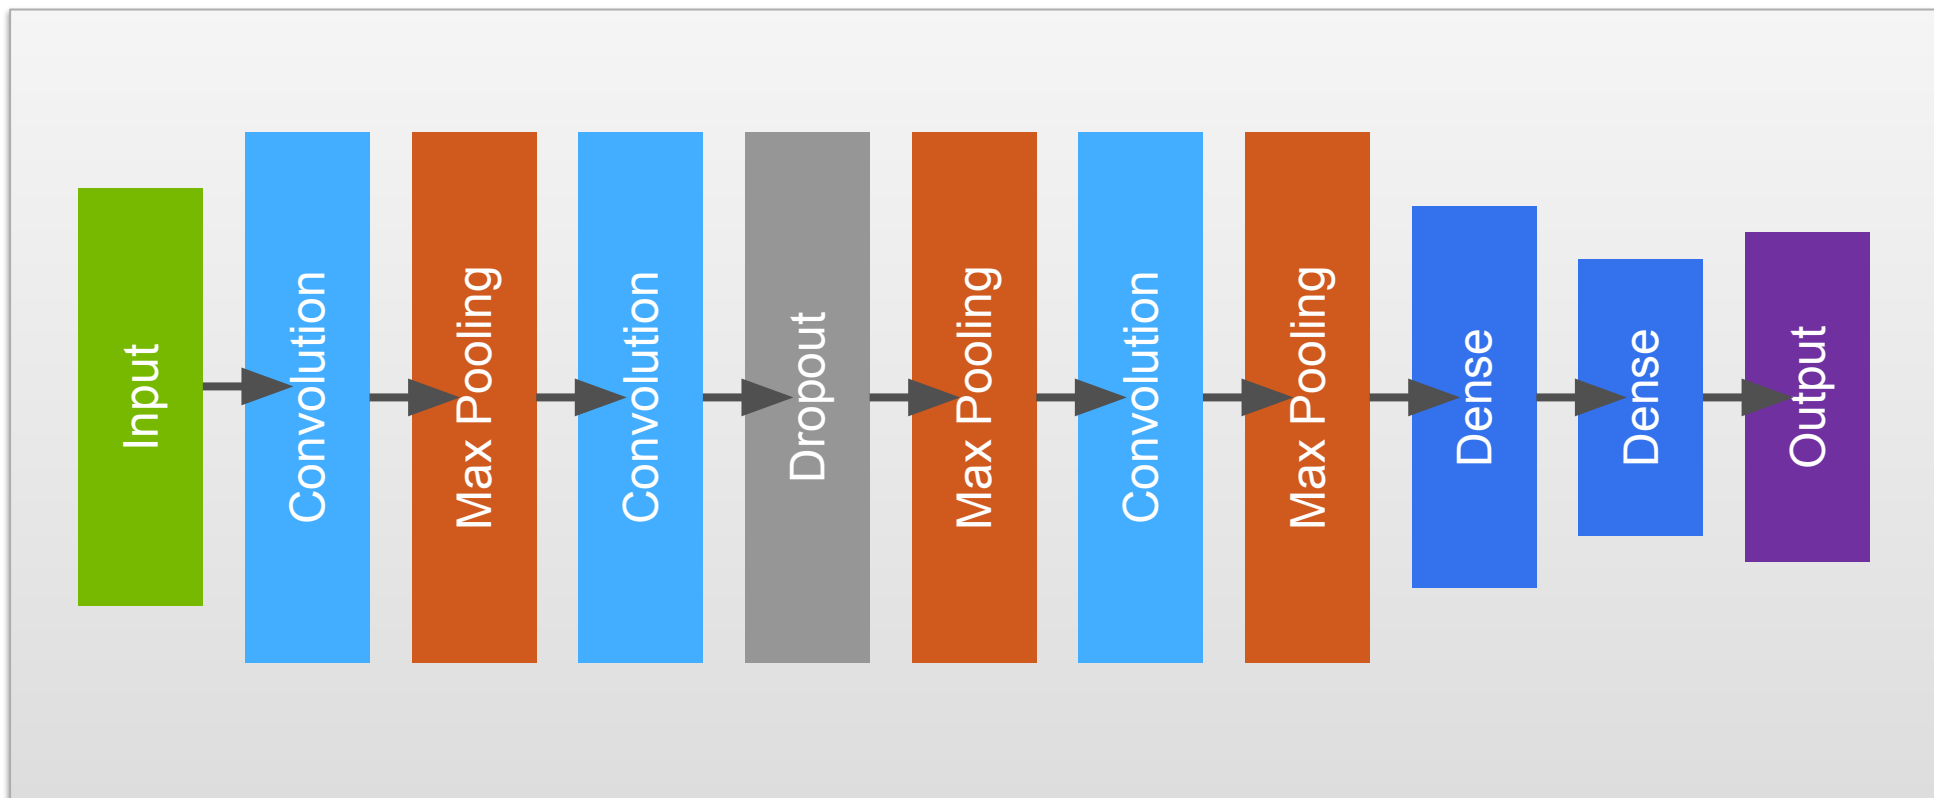 Input
Convolution
Max Pooling
Convolution
Dropout
Max Pooling
Convolution
Max Pooling
Dense
Dense
Output